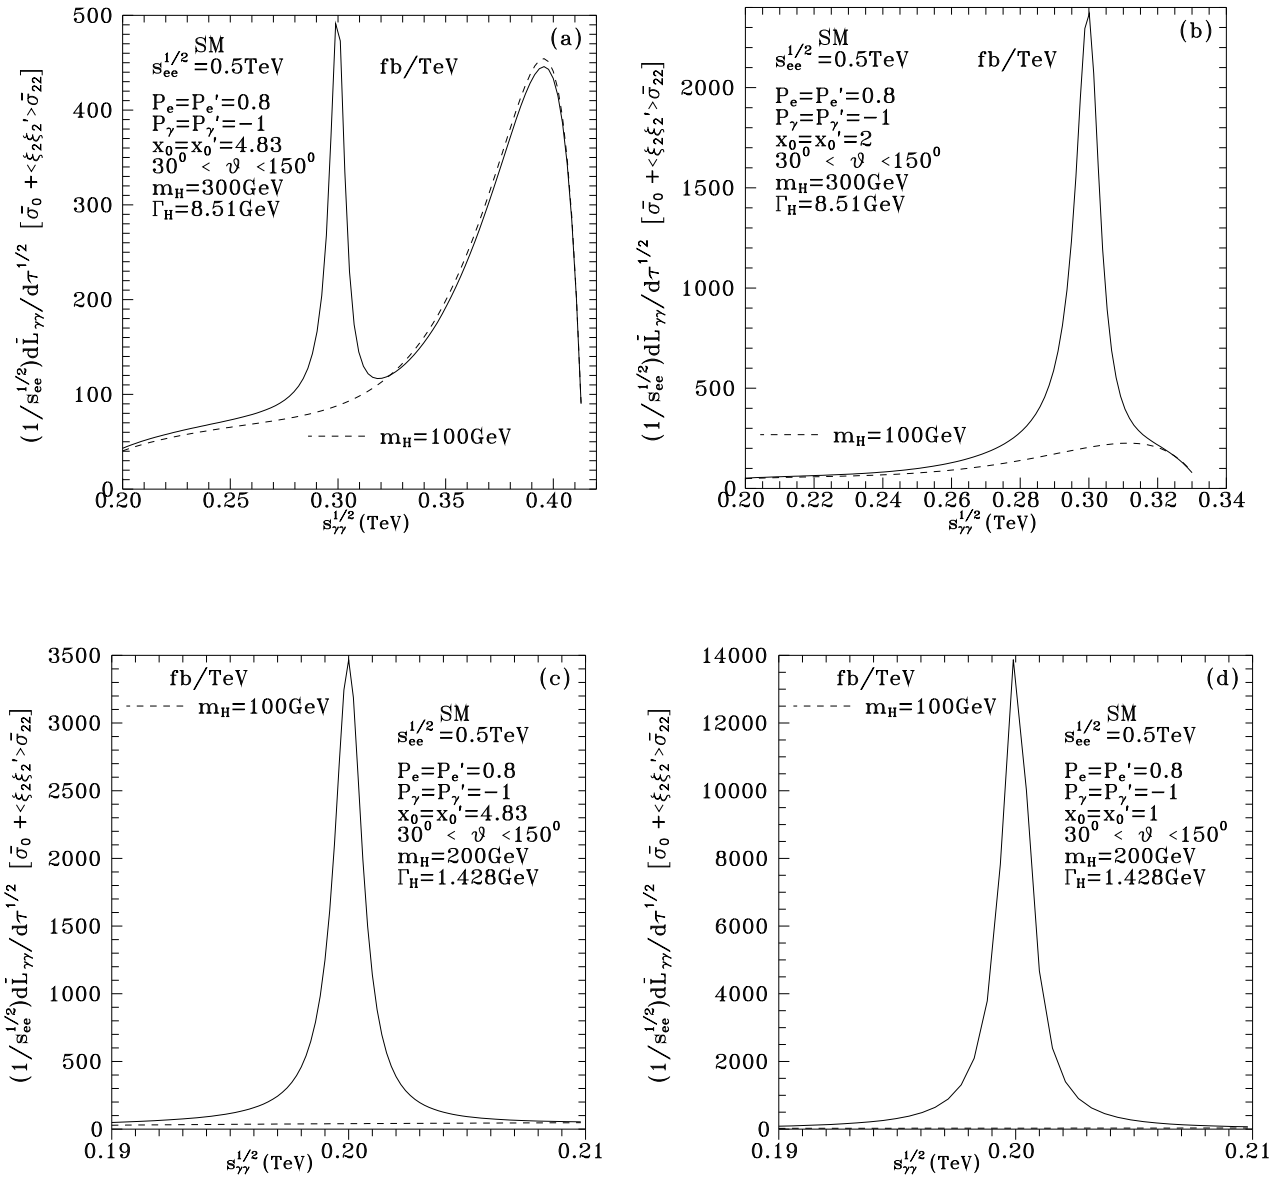 (a)
SM
s_ee^1/2=0.5TeV
fb/TeV
P_e=P_e'=0.8
P_γ=P_γ'=−1
x_0=x_0'=4.83
30^0 < ϑ <150^0
m_H=300GeV
Γ_H=8.51GeV
m_H=100GeV
500
400
300
200
100
0
0.20 0.25 0.30 0.35 0.40
s_γγ^1/2(TeV)
(1/s_ee^1/2)dL̄_γγ/dτ^1/2 [σ̄_0+<ξ_2ξ_2'>σ̄_22]
(b)
SM
s_ee^1/2=0.5TeV
fb/TeV
P_e=P_e'=0.8
P_γ=P_γ'=−1
x_0=x_0'=2
30^0 < ϑ <150^0
m_H=300GeV
Γ_H=8.51GeV
m_H=100GeV
2000
1500
1000
500
0
0.20 0.22 0.24 0.26 0.28 0.30 0.32 0.34
s_γγ^1/2(TeV)
(1/s_ee^1/2)dL̄_γγ/dτ^1/2 [σ̄_0+<ξ_2ξ_2'>σ̄_22]
(c)
fb/TeV
m_H=100GeV
SM
s_ee^1/2=0.5TeV
P_e=P_e'=0.8
P_γ=P_γ'=−1
x_0=x_0'=4.83
30^0 < ϑ <150^0
m_H=200GeV
Γ_H=1.428GeV
3500
3000
2500
2000
1500
1000
500
0
0.19 0.20 0.21
s_γγ^1/2(TeV)
(1/s_ee^1/2)dL̄_γγ/dτ^1/2 [σ̄_0+<ξ_2ξ_2'>σ̄_22]
(d)
fb/TeV
m_H=100GeV
SM
s_ee^1/2=0.5TeV
P_e=P_e'=0.8
P_γ=P_γ'=−1
x_0=x_0'=1
30^0 < ϑ <150^0
m_H=200GeV
Γ_H=1.428GeV
14000
12000
10000
8000
6000
4000
2000
0
0.19 0.20 0.21
s_γγ^1/2(TeV)
(1/s_ee^1/2)dL̄_γγ/dτ^1/2 [σ̄_0+<ξ_2ξ_2'>σ̄_22]